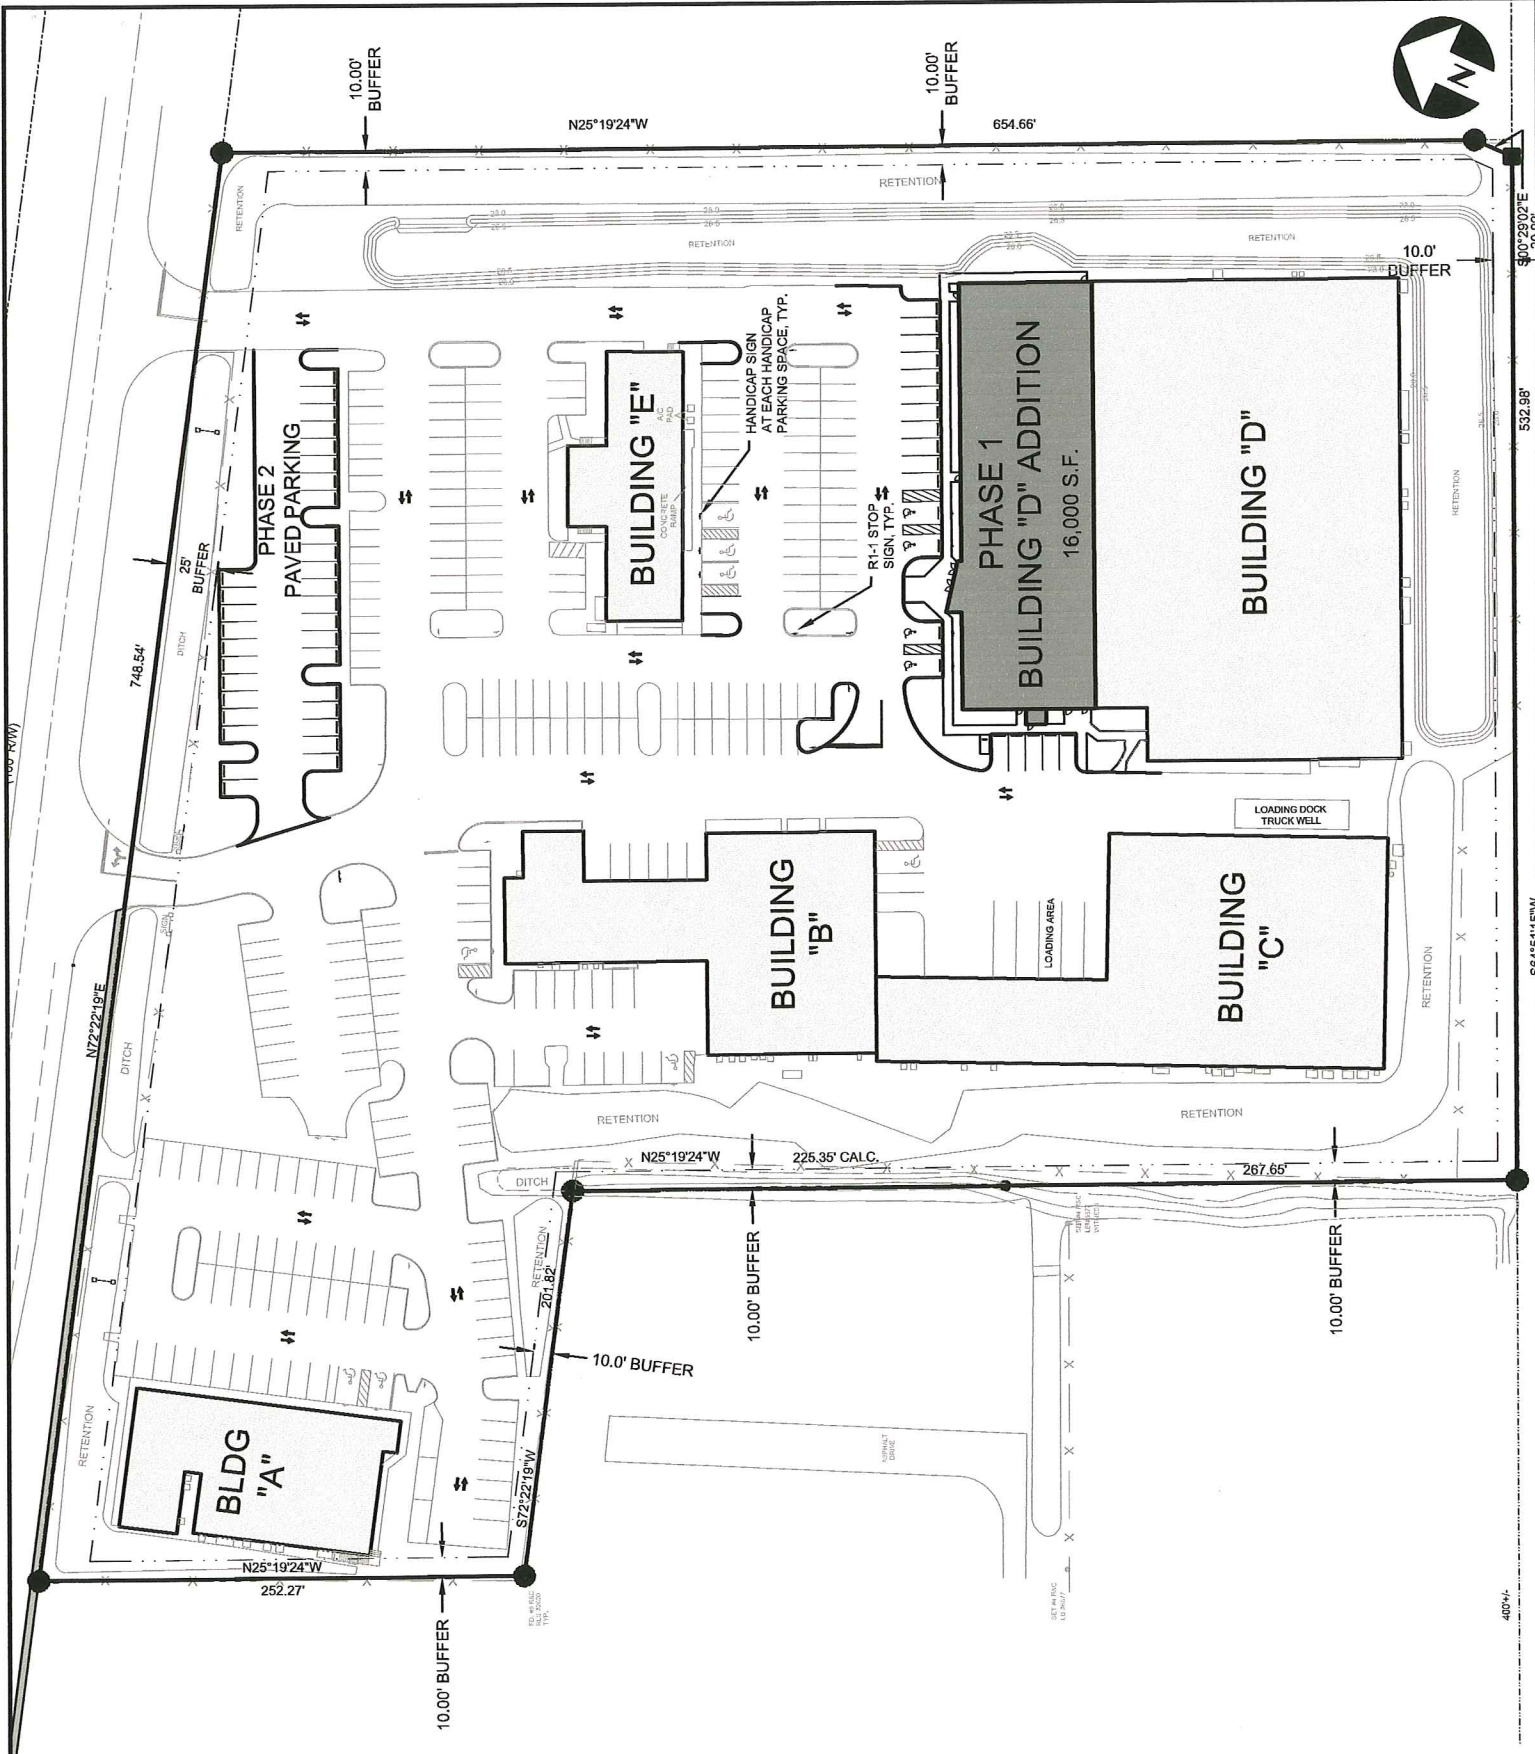 10.00'
BUFFER
10.00'
BUFFER
N
N25°19'24"W
654.66'
RETENTION
RETENTION
RETENTION
RETENTION
10.0'
BUFFER
S00°29'02"E
PHASE 2
PAVED PARKING
25'
BUFFER
DITCH
748.54'
HANDICAP SIGN
AT EACH HANDICAP
PARKING SPACE, TYP.
BUILDING "E"
A/C
PAD
CONCRETE
RAMP
R1-1 STOP
SIGN, TYP.
PHASE 1
BUILDING "D" ADDITION
16,000 S.F.
BUILDING "D"
RETENTION
532.98'
LOADING DOCK
TRUCK WELL
BUILDING
"B"
LOADING AREA
BUILDING
"C"
RETENTION
SIGN
N72°22'19"E
DITCH
RETENTION
RETENTION
DITCH
N25°19'24"W
225.35' CALC.
267.65'
RETENTION
201.82'
10.00' BUFFER
10.00' BUFFER
10.0' BUFFER
RETENTION
BLDG
"A"
S72°22'19"W
ASPHALT
DRIVE
N25°19'24"W
252.27'
10.00' BUFFER
400'+/-